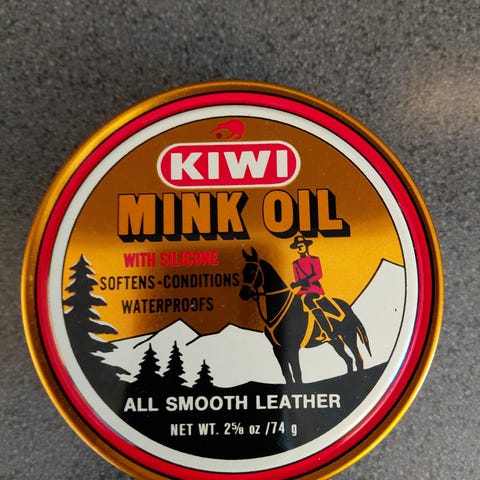 KIWI
MINK OIL
WITH SILICONE
SOFTENS • CONDITIONS
WATERPROOFS
ALL SMOOTH LEATHER
NET WT. 2⅝ oz /74 g